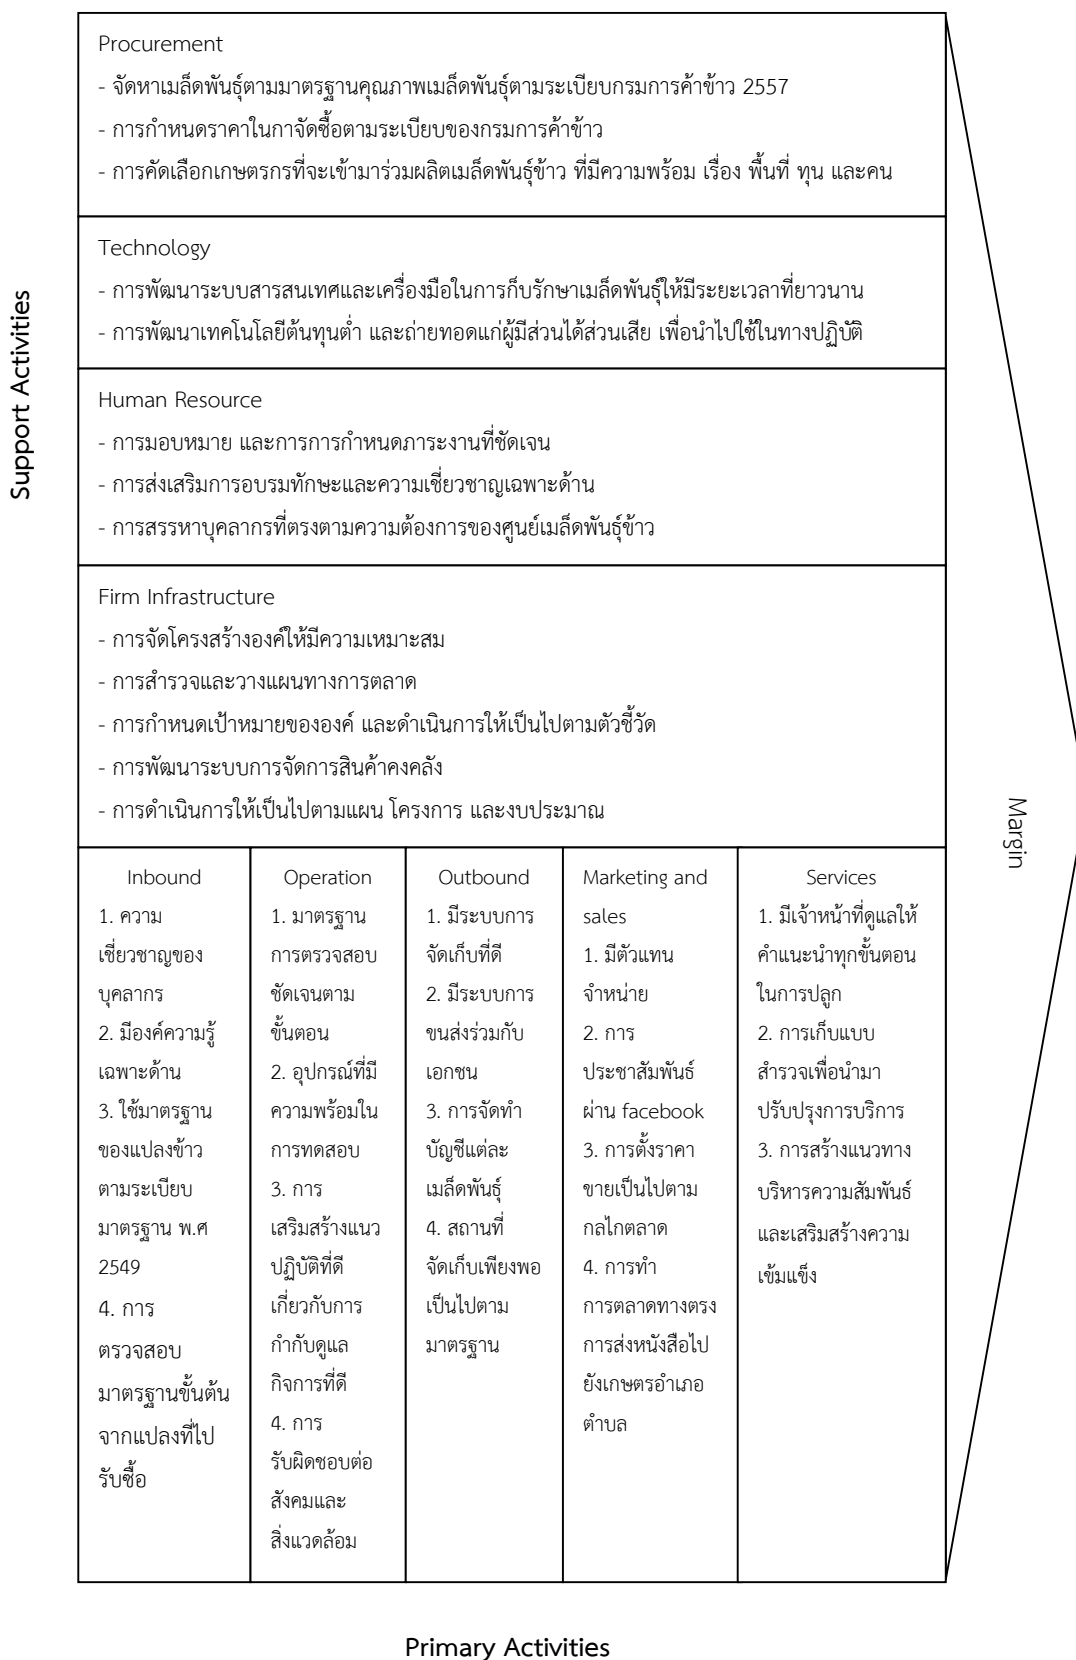 Procurement
- จัดหาเมล็ดพันธุ์ตามมาตรฐานคุณภาพเมล็ดพันธุ์ตามระเบียบกรมการค้าข้าว 2557
- การกำหนดราคาในกาจัดซื้อตามระเบียบของกรมการค้าข้าว
- การคัดเลือกเกษตรกรที่จะเข้ามาร่วมผลิตเมล็ดพันธุ์ข้าว ที่มีความพร้อม เรื่อง พื้นที่ ทุน และคน
Technology
- การพัฒนาระบบสารสนเทศและเครื่องมือในการก็บรักษาเมล็ดพันธุ์ให้มีระยะเวลาที่ยาวนาน
- การพัฒนาเทคโนโลยีต้นทุนต่ำ และถ่ายทอดแก่ผู้มีส่วนได้ส่วนเสีย เพื่อนำไปใช้ในทางปฏิบัติ
Human Resource
- การมอบหมาย และการการกำหนดภาระงานที่ชัดเจน
- การส่งเสริมการอบรมทักษะและความเชี่ยวชาญเฉพาะด้าน
- การสรรหาบุคลากรที่ตรงตามความต้องการของศูนย์เมล็ดพันธุ์ข้าว
Firm Infrastructure
- การจัดโครงสร้างองค์ให้มีความเหมาะสม
- การสำรวจและวางแผนทางการตลาด
- การกำหนดเป้าหมายขององค์ และดำเนินการให้เป็นไปตามตัวชี้วัด
- การพัฒนาระบบการจัดการสินค้าคงคลัง
- การดำเนินการให้เป็นไปตามแผน โครงการ และงบประมาณ
Support Activities
Margin
Inbound
1. ความ
เชี่ยวชาญของ
บุคลากร
2. มีองค์ความรู้
เฉพาะด้าน
3. ใช้มาตรฐาน
ของแปลงข้าว
ตามระเบียบ
มาตรฐาน พ.ศ
2549
4. การ
ตรวจสอบ
มาตรฐานขั้นต้น
จากแปลงที่ไป
รับซื้อ
Operation
1. มาตรฐาน
การตรวจสอบ
ชัดเจนตาม
ขั้นตอน
2. อุปกรณ์ที่มี
ความพร้อมใน
การทดสอบ
3. การ
เสริมสร้างแนว
ปฏิบัติที่ดี
เกี่ยวกับการ
กำกับดูแล
กิจการที่ดี
4. การ
รับผิดชอบต่อ
สังคมและ
สิ่งแวดล้อม
Outbound
1. มีระบบการ
จัดเก็บที่ดี
2. มีระบบการ
ขนส่งร่วมกับ
เอกชน
3. การจัดทำ
บัญชีแต่ละ
เมล็ดพันธุ์
4. สถานที่
จัดเก็บเพียงพอ
เป็นไปตาม
มาตรฐาน
Marketing and
sales
1. มีตัวแทน
จำหน่าย
2. การ
ประชาสัมพันธ์
ผ่าน facebook
3. การตั้งราคา
ขายเป็นไปตาม
กลไกตลาด
4. การทำ
การตลาดทางตรง
การส่งหนังสือไป
ยังเกษตรอำเภอ
ตำบล
Services
1. มีเจ้าหน้าที่ดูแลให้
คำแนะนำทุกขั้นตอน
ในการปลูก
2. การเก็บแบบ
สำรวจเพื่อนำมา
ปรับปรุงการบริการ
3. การสร้างแนวทาง
บริหารความสัมพันธ์
และเสริมสร้างความ
เข้มแข็ง
Primary Activities